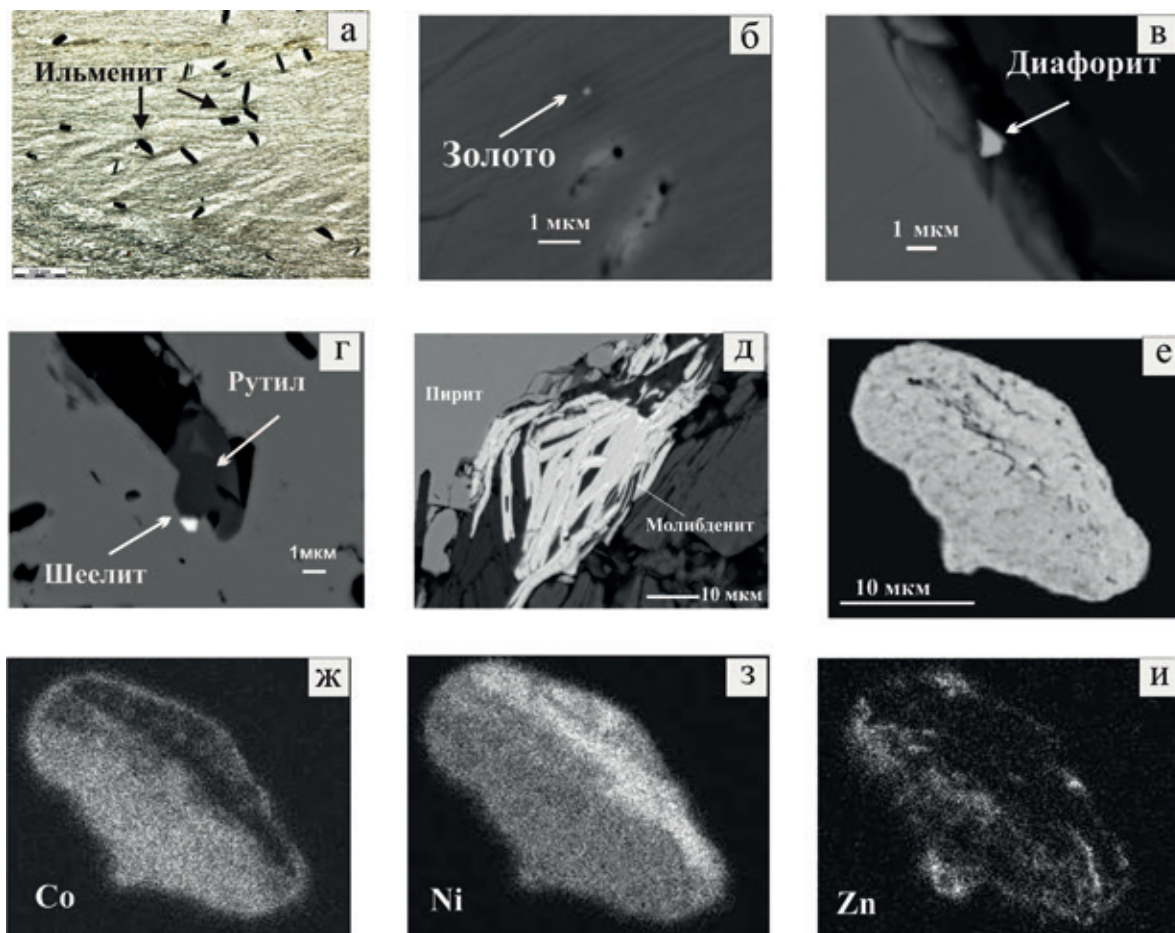 а
Ильменит
б
Золото
1 мкм
в
Диафорит
1 мкм
г
Рутил
Шеелит
1мкм
д
Пирит
Молибденит
10 мкм
е
10 мкм
ж
Co
з
Ni
и
Zn